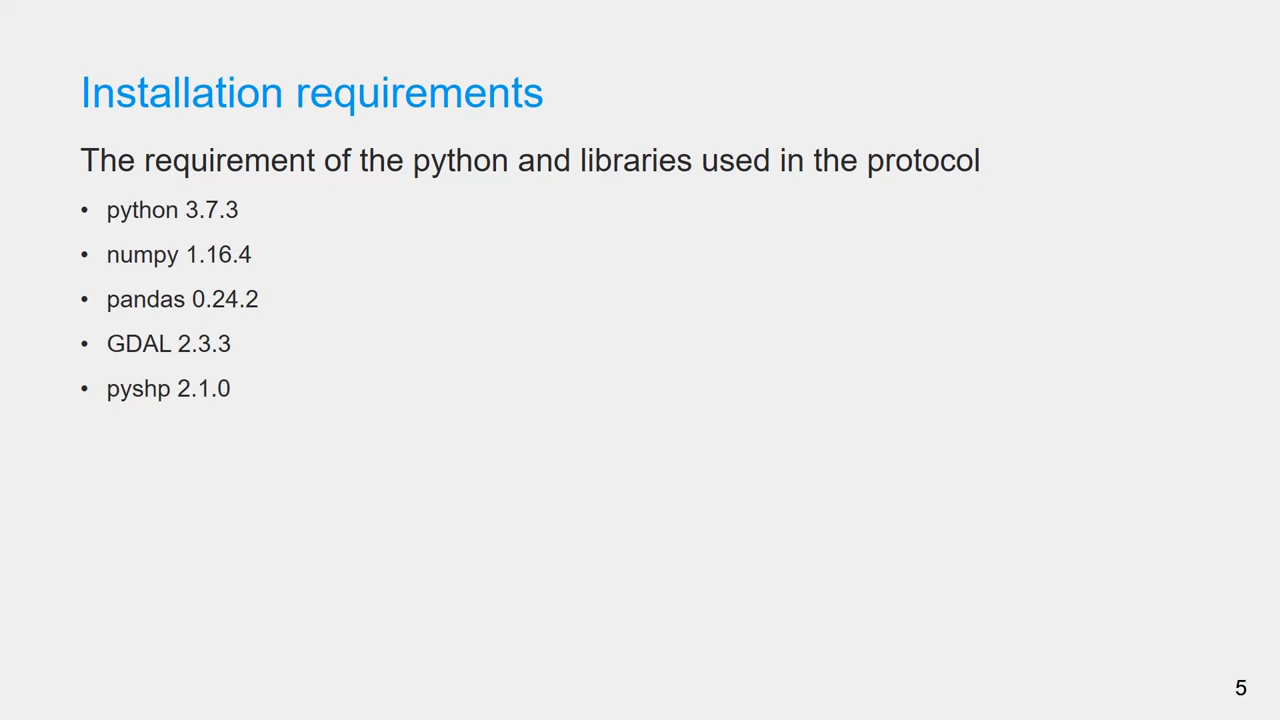 Installation requirements
The requirement of the python and libraries used in the protocol
• python 3.7.3
• numpy 1.16.4
• pandas 0.24.2
• GDAL 2.3.3
• pyshp 2.1.0
5